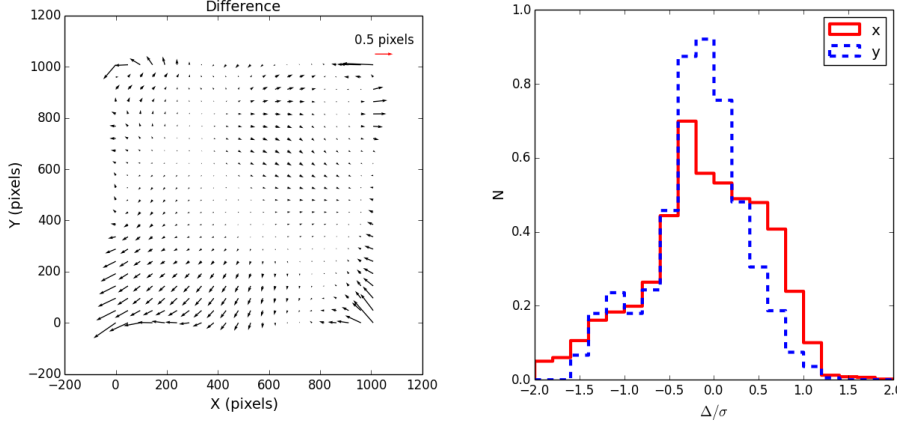 Difference
0.5 pixels
1200
1000
800
600
400
200
0
−200
Y (pixels)
−200 0 200 400 600 800 1000 1200
X (pixels)
x
y
1.0
0.8
0.6
0.4
0.2
0.0
N
−2.0 −1.5 −1.0 −0.5 0.0 0.5 1.0 1.5 2.0
Δ/σ